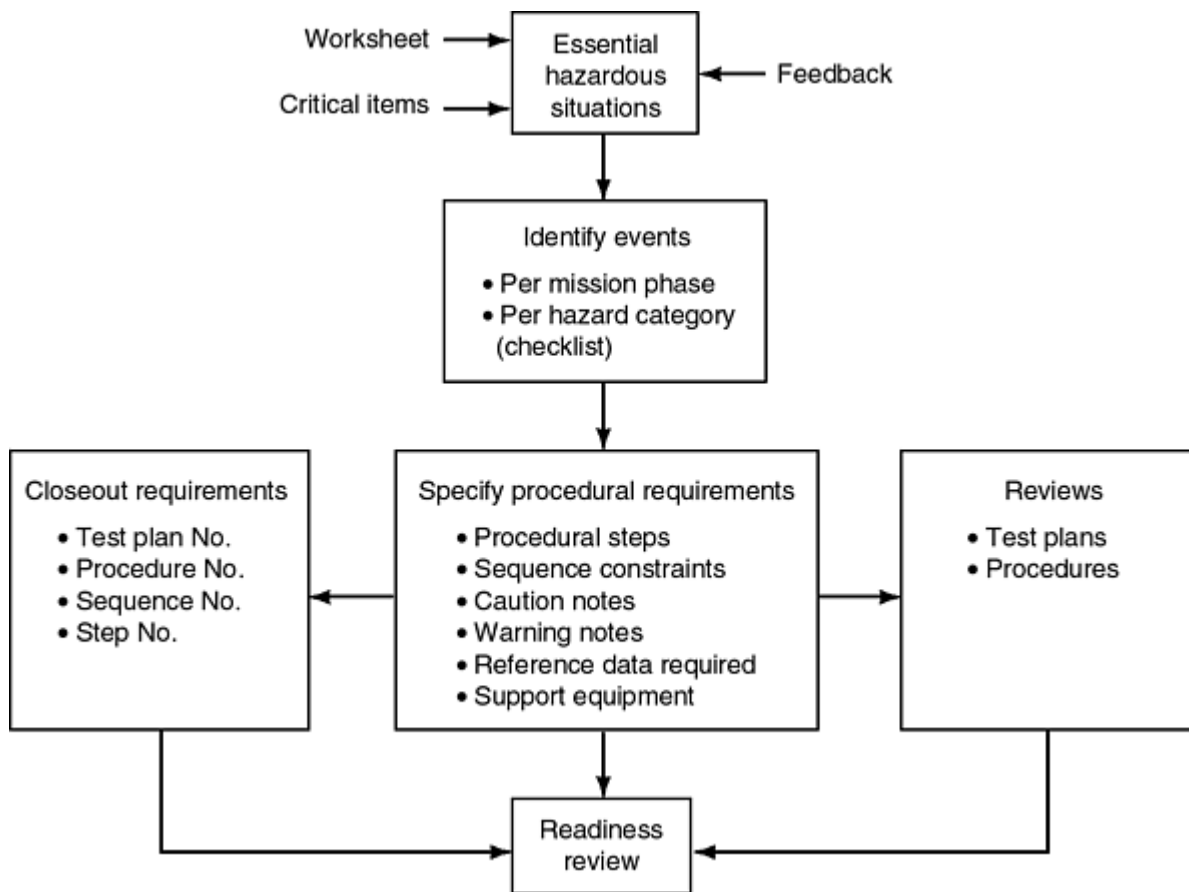 Worksheet
Critical items
Essential
hazardous
situations
Feedback
Identify events
• Per mission phase
• Per hazard category
(checklist)
Closeout requirements
• Test plan No.
• Procedure No.
• Sequence No.
• Step No.
Specify procedural requirements
• Procedural steps
• Sequence constraints
• Caution notes
• Warning notes
• Reference data required
• Support equipment
Reviews
• Test plans
• Procedures
Readiness
review